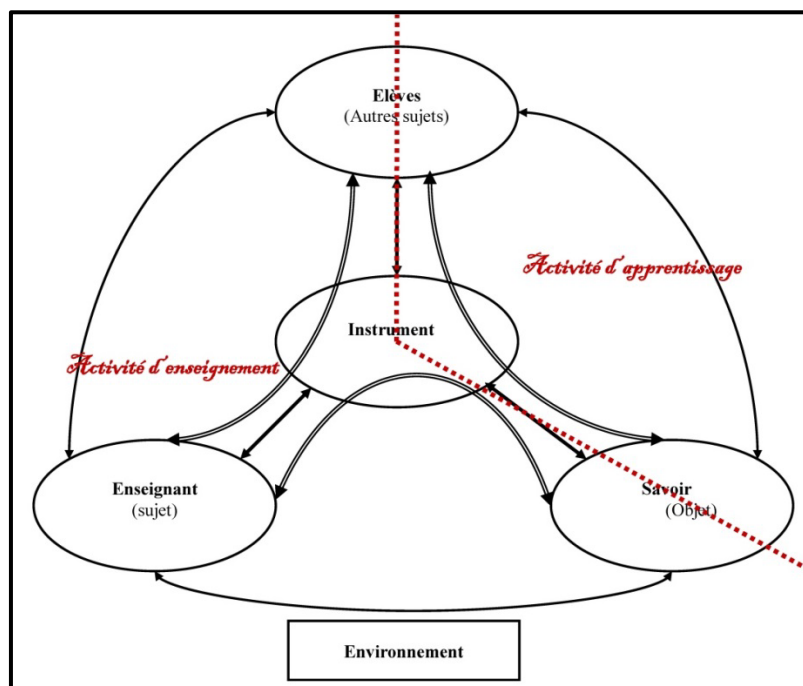 Elèves
(Autres sujets)
Activité d'apprentissage
Instrument
Activité d'enseignement
Enseignant
(sujet)
Savoir
(Objet)
Environnement